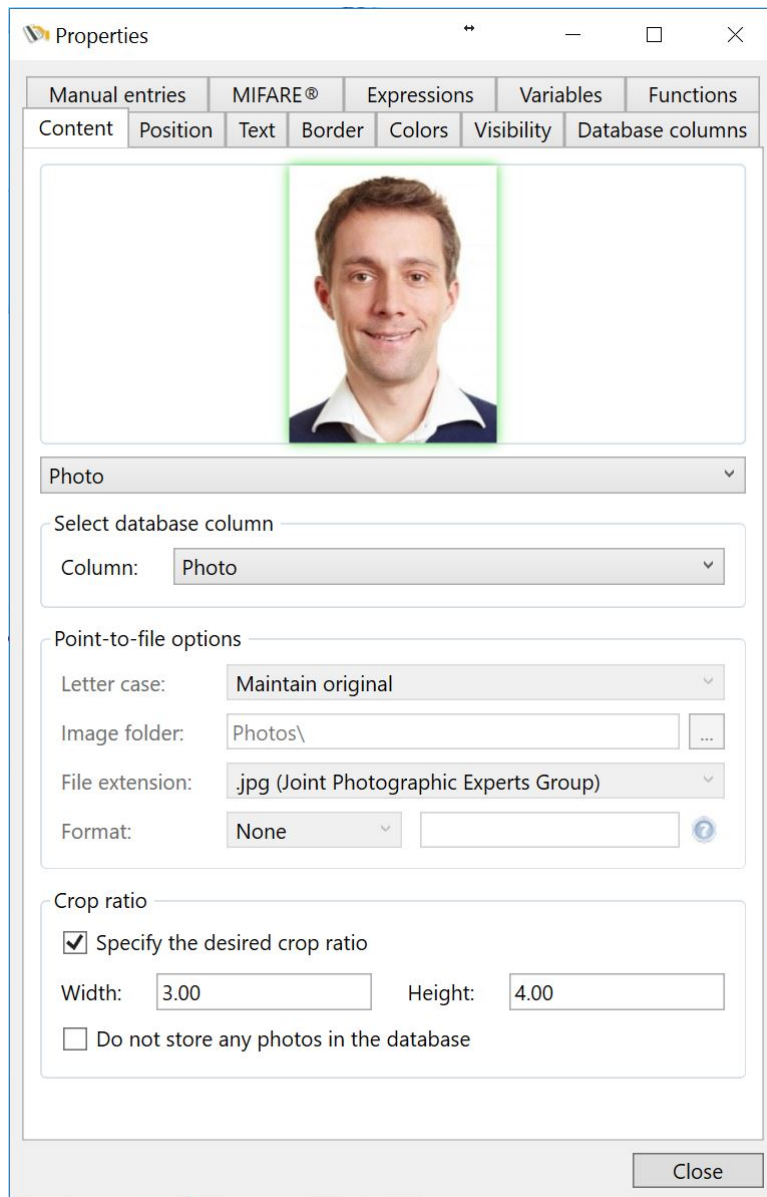 Properties
Manual entries MIFARE® Expressions Variables Functions
Content Position Text Border Colors Visibility Database columns
Photo
Select database column
Column: Photo
Point-to-file options
Letter case: Maintain original
Image folder: Photos\ ...
File extension: .jpg (Joint Photographic Experts Group)
Format: None ?
Crop ratio
Specify the desired crop ratio
Width: 3.00 Height: 4.00
Do not store any photos in the database
Close